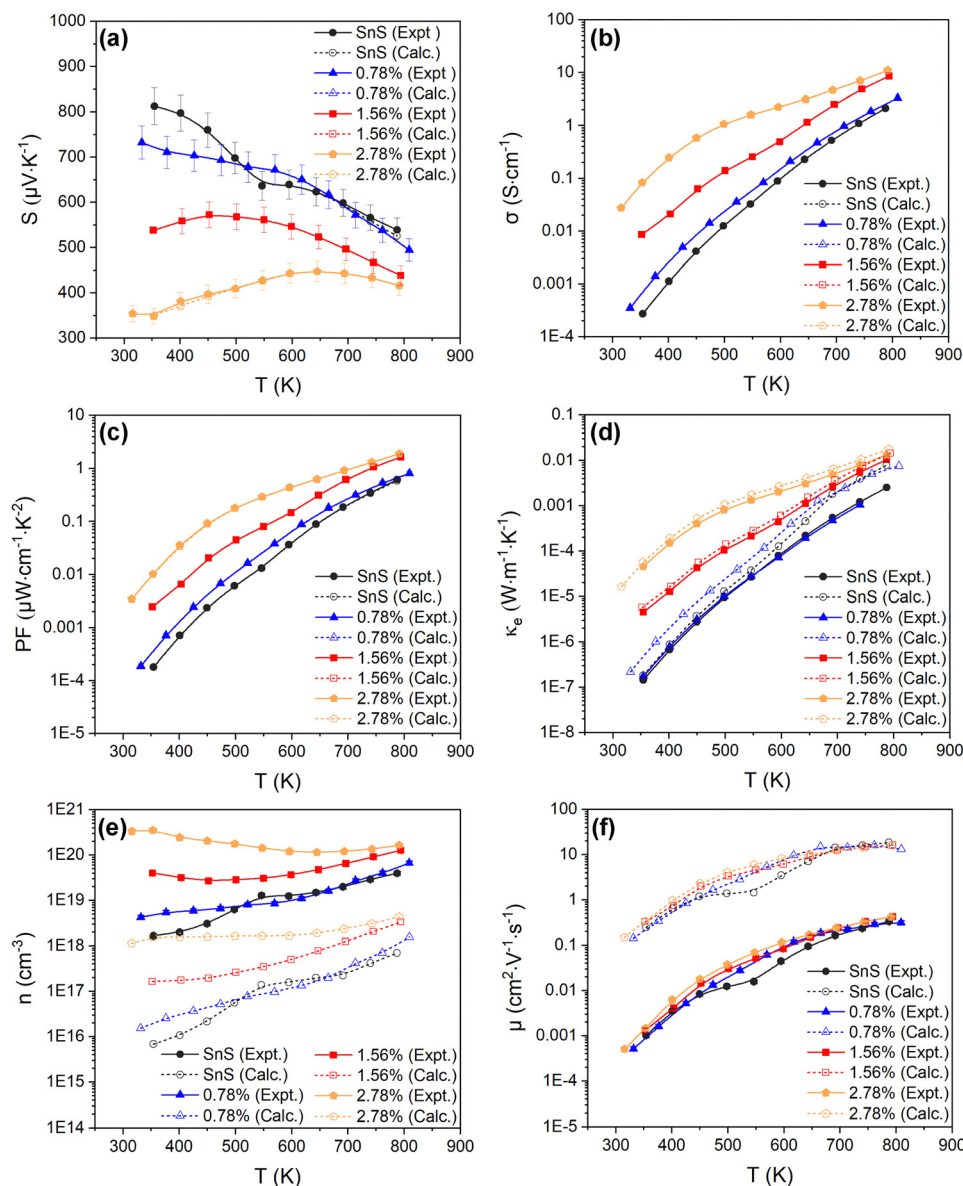 (a)
1000
900
800
700
600
500
400
300
S (μV·K⁻¹)
300 400 500 600 700 800 900
T (K)
SnS (Expt )
SnS (Calc.)
0.78% (Expt )
0.78% (Calc.)
1.56% (Expt )
1.56% (Calc.)
2.78% (Expt )
2.78% (Calc.)
(b)
100
10
1
0.1
0.01
0.001
1E-4
σ (S·cm⁻¹)
300 400 500 600 700 800 900
T (K)
SnS (Expt.)
SnS (Calc.)
0.78% (Expt.)
0.78% (Calc.)
1.56% (Expt.)
1.56% (Calc.)
2.78% (Expt.)
2.78% (Calc.)
(c)
10
1
0.1
0.01
0.001
1E-4
1E-5
PF (μW·cm⁻¹·K⁻²)
300 400 500 600 700 800 900
T (K)
SnS (Expt.)
SnS (Calc.)
0.78% (Expt.)
0.78% (Calc.)
1.56% (Expt.)
1.56% (Calc.)
2.78% (Expt.)
2.78% (Calc.)
(d)
0.1
0.01
0.001
1E-4
1E-5
1E-6
1E-7
1E-8
κₑ (W·m⁻¹·K⁻¹)
300 400 500 600 700 800 900
T (K)
SnS (Expt.)
SnS (Calc.)
0.78% (Expt.)
0.78% (Calc.)
1.56% (Expt.)
1.56% (Calc.)
2.78% (Expt.)
2.78% (Calc.)
(e)
1E21
1E20
1E19
1E18
1E17
1E16
1E15
1E14
n (cm⁻³)
300 400 500 600 700 800 900
T (K)
SnS (Expt.)
SnS (Calc.)
0.78% (Expt.)
0.78% (Calc.)
1.56% (Expt.)
1.56% (Calc.)
2.78% (Expt.)
2.78% (Calc.)
(f)
100
10
1
0.1
0.01
0.001
1E-4
1E-5
μ (cm²·V⁻¹·s⁻¹)
300 400 500 600 700 800 900
T (K)
SnS (Expt.)
SnS (Calc.)
0.78% (Expt.)
0.78% (Calc.)
1.56% (Expt.)
1.56% (Calc.)
2.78% (Expt.)
2.78% (Calc.)